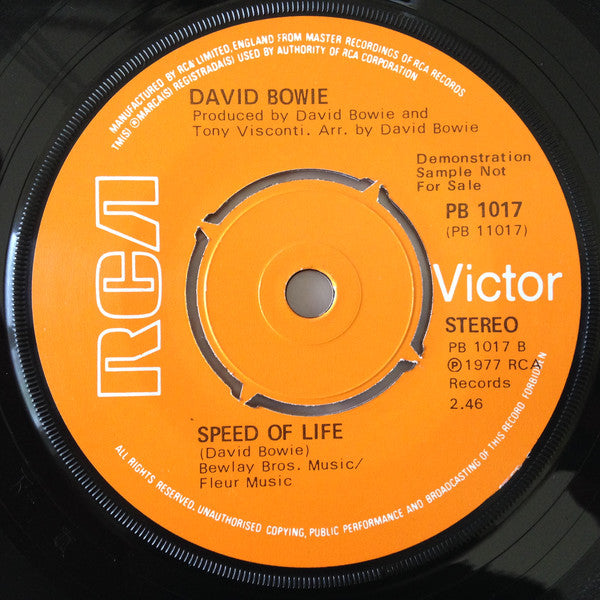 MANUFACTURED BY RCA LIMITED, ENGLAND FROM MASTER RECORDINGS OF RCA RECORDS
TM(S) ® MARCA(S) REGISTRADA(S) USED BY AUTHORITY OF RCA CORPORATION
DAVID BOWIE
Produced by David Bowie and
Tony Visconti. Arr. by David Bowie
Demonstration
Sample Not
For Sale
PB 1017
(PB 11017)
RCA
Victor
STEREO
PB 1017 B
℗ 1977 RCA
Records
2.46
SPEED OF LIFE
(David Bowie)
Bewlay Bros. Music/
Fleur Music
ALL RIGHTS RESERVED. UNAUTHORISED COPYING, PUBLIC PERFORMANCE AND BROADCASTING OF THIS RECORD FORBIDDEN